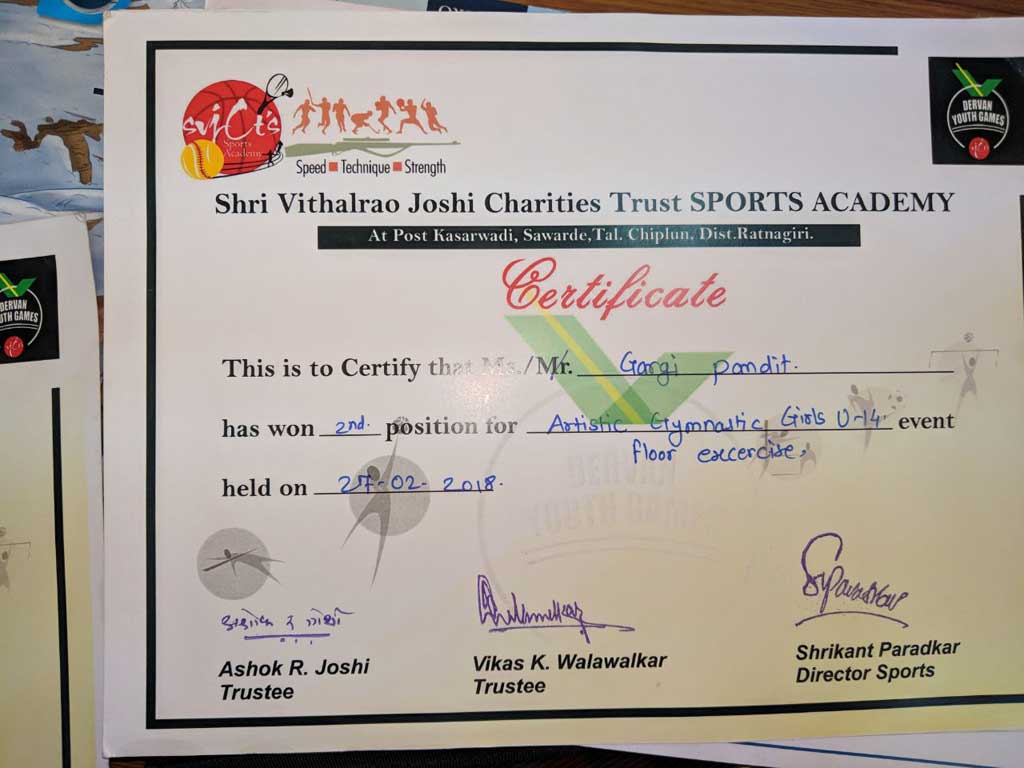 svjCt's
Sports
Academy
Speed ■ Technique ■ Strength
DERVAN
YOUTH GAMES
Shri Vithalrao Joshi Charities Trust SPORTS ACADEMY
At Post Kasarwadi, Sawarde,Tal. Chiplun, Dist.Ratnagiri.
Certificate
This is to Certify that Ms./Mr. Gargi pandit.
has won 2nd. position for Artistic Gymnastic Girls U-14 event
floor excercise.
held on 27-02-2018.
Ashok R. Joshi
Trustee
Vikas K. Walawalkar
Trustee
Shrikant Paradkar
Director Sports
DERVAN
UTH GAMES